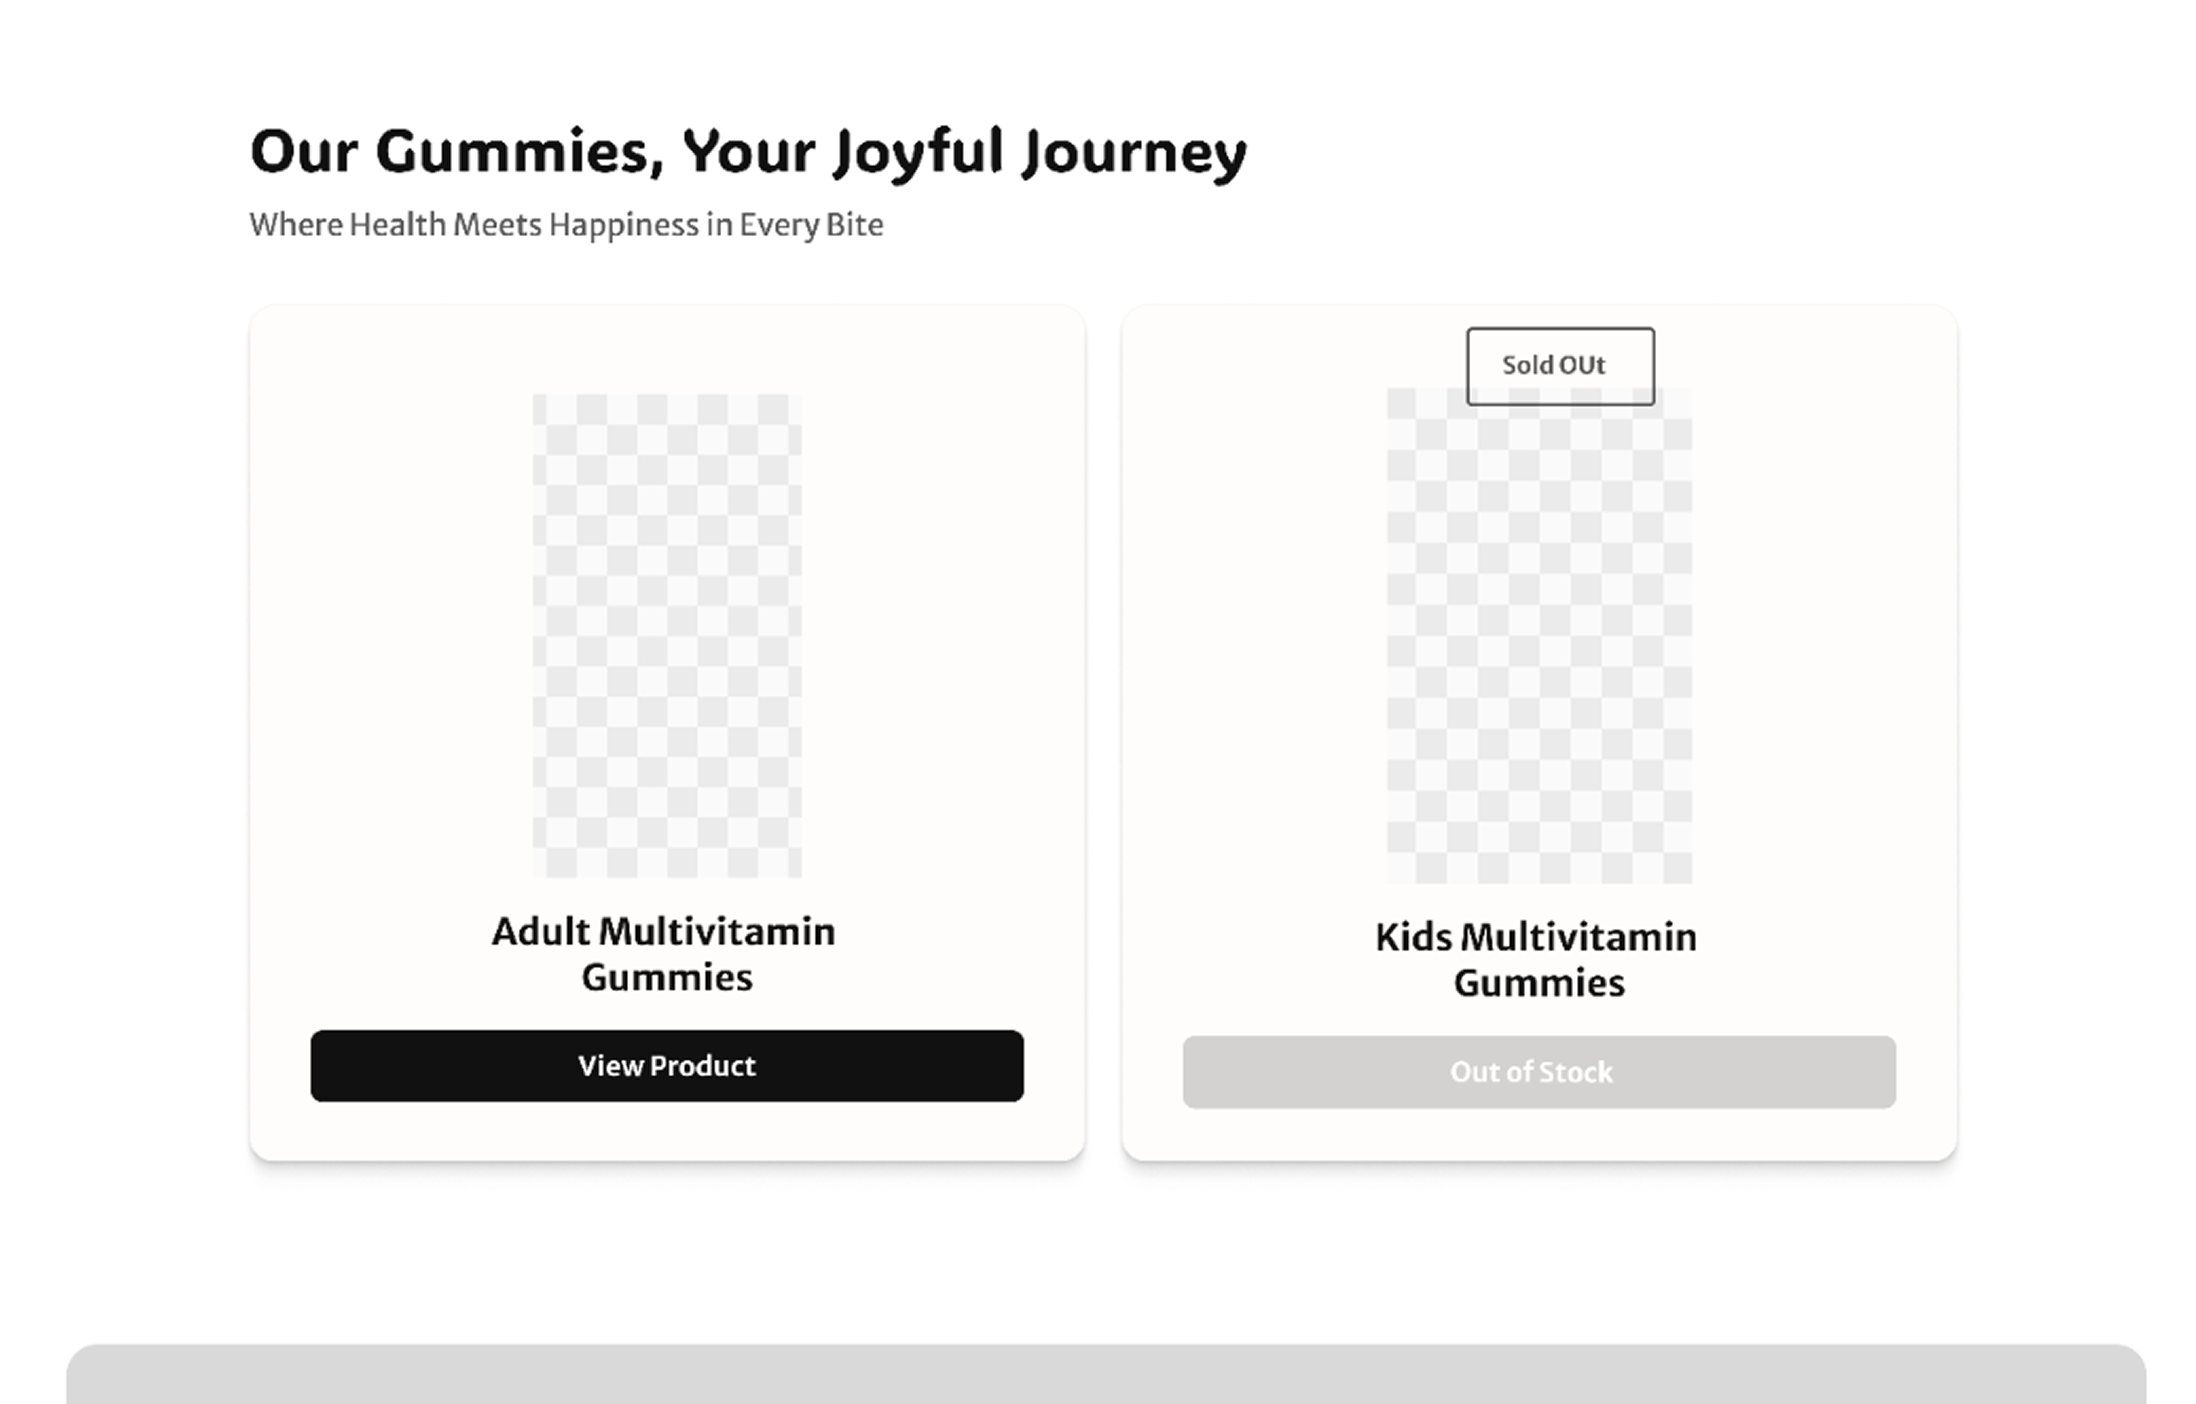 Our Gummies, Your Joyful Journey
Where Health Meets Happiness in Every Bite
Adult Multivitamin
Gummies
View Product
Sold OUt
Kids Multivitamin
Gummies
Out of Stock